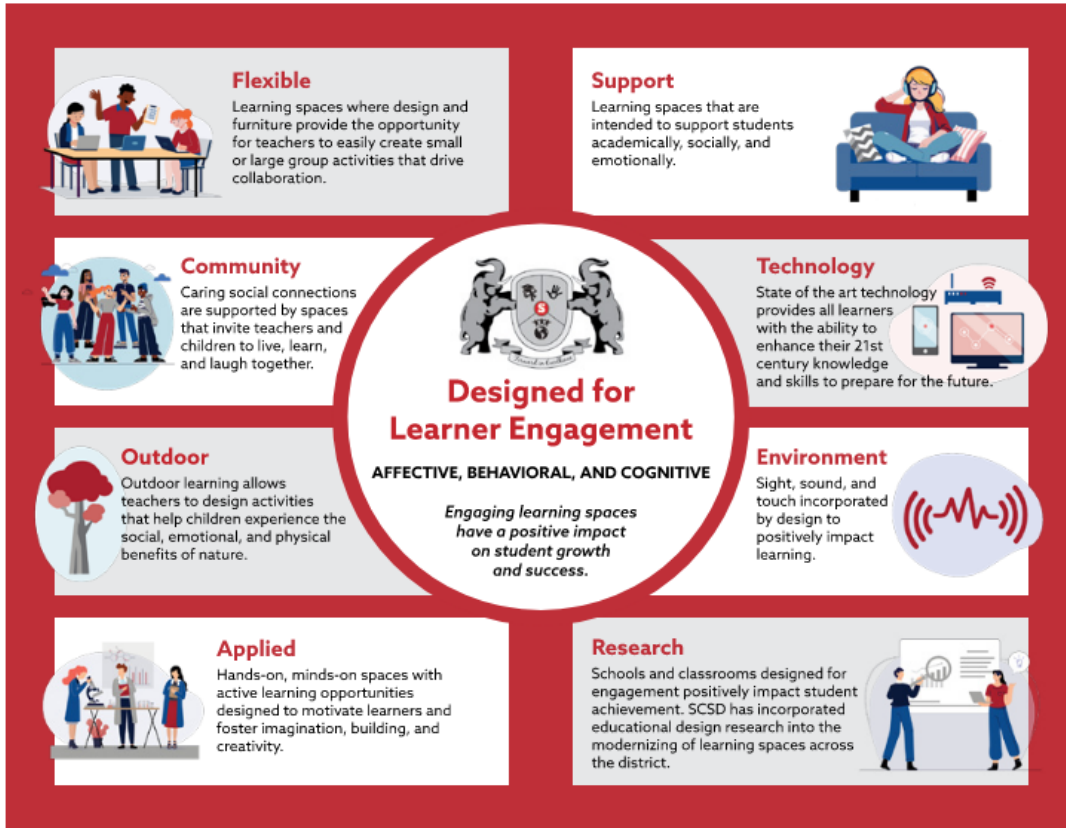 Flexible
Learning spaces where design and
furniture provide the opportunity
for teachers to easily create small
or large group activities that drive
collaboration.
Support
Learning spaces that are
intended to support students
academically, socially, and
emotionally.
Community
Caring social connections
are supported by spaces
that invite teachers and
children to live, learn,
and laugh together.
S
Designed for
Learner Engagement
AFFECTIVE, BEHAVIORAL, AND COGNITIVE
Engaging learning spaces
have a positive impact
on student growth
and success.
Technology
State of the art technology
provides all learners
with the ability to
enhance their 21st
century knowledge
and skills to prepare for the future.
Outdoor
Outdoor learning allows
teachers to design activities
that help children experience the
social, emotional, and physical
benefits of nature.
Environment
Sight, sound, and
touch incorporated
by design to
positively impact
learning.
Applied
Hands-on, minds-on spaces with
active learning opportunities
designed to motivate learners and
foster imagination, building, and
creativity.
Research
Schools and classrooms designed for
engagement positively impact student
achievement. SCSD has incorporated
educational design research into the
modernizing of learning spaces across
the district.